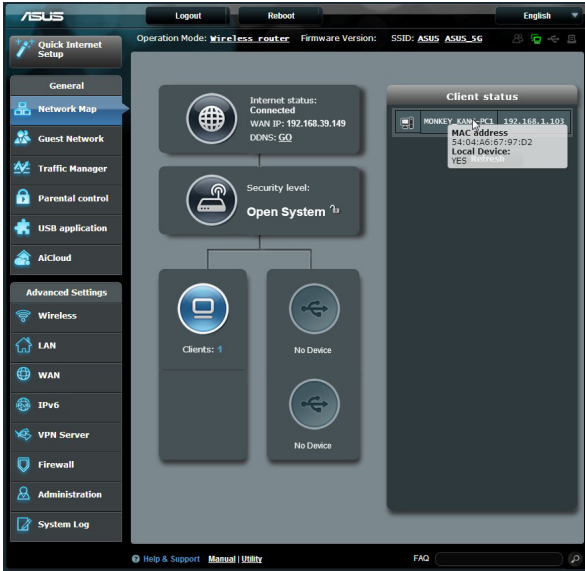 ASUS
Logout
Reboot
English
Quick Internet
Setup
Operation Mode: Wireless router Firmware Version: SSID: ASUS ASUS_5G
General
Network Map
Guest Network
Traffic Manager
Parental control
USB application
AiCloud
Advanced Settings
Wireless
LAN
WAN
IPv6
VPN Server
Firewall
Administration
System Log
Internet status:
Connected
WAN IP: 192.168.39.149
DDNS: GO
Security level:
Open System
Clients: 1
No Device
No Device
Client status
MONKEY_KANG-PC1 192.168.1.103
MAC address
54:04:A6:67:97:D2
Local Device:
YES
Refresh
Help & Support Manual | Utility
FAQ